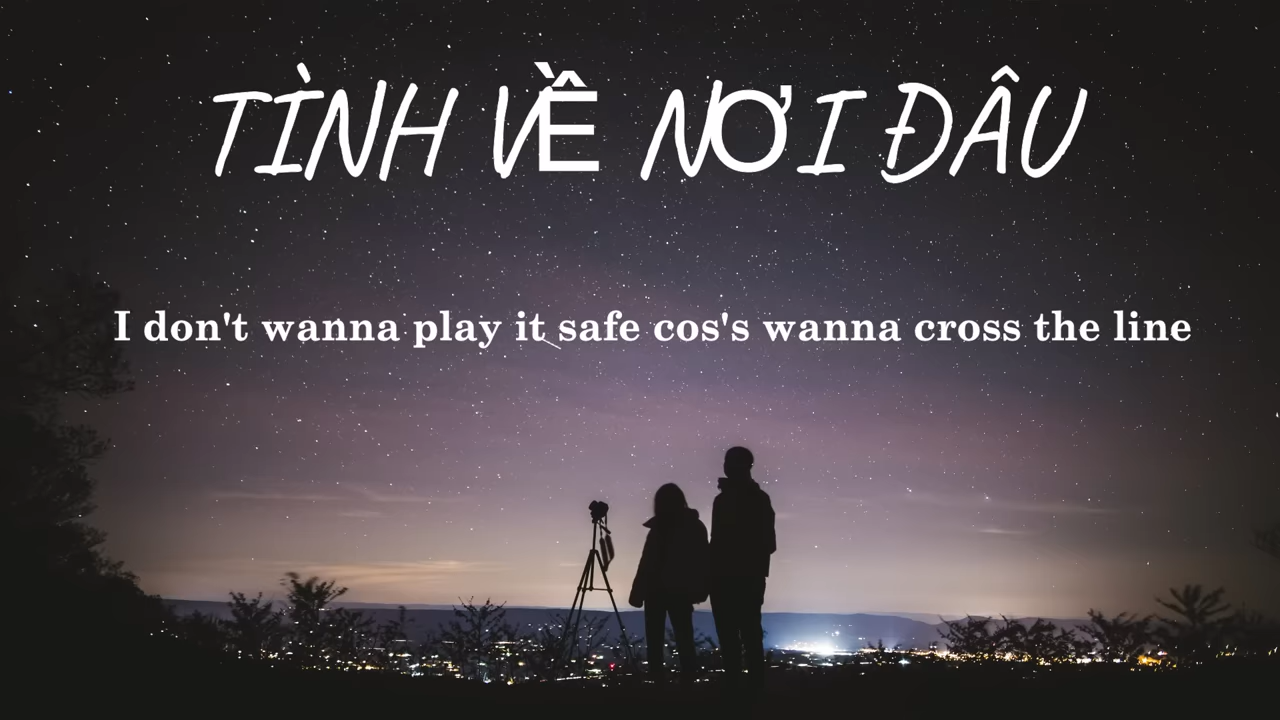 TÌNH VỀ NƠI ĐÂU
I don't wanna play it safe cos's wanna cross the line